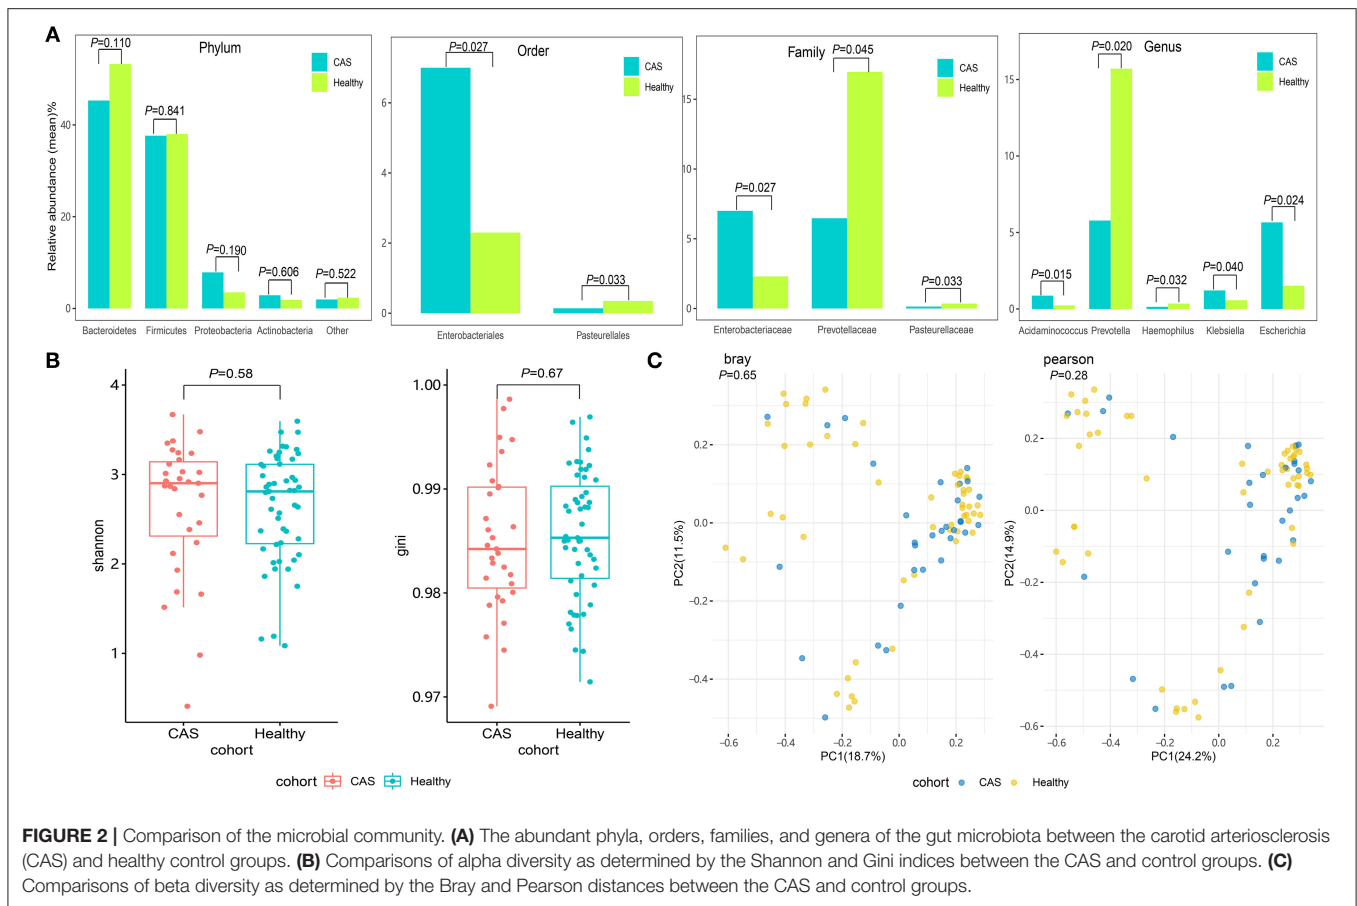 A
Phylum
P=0.110
P=0.841
P=0.190
P=0.606
P=0.522
CAS
Healthy
Relative abundance (mean)%
40
20
0
Bacteroidetes Firmicutes Proteobacteria Actinobacteria Other
Order
P=0.027
P=0.033
CAS
Healthy
6
4
2
0
Enterobacteriales Pasteurellales
Family
P=0.045
P=0.027
P=0.033
CAS
Healthy
15
10
5
0
Enterobacteriaceae Prevotellaceae Pasteurellaceae
Genus
P=0.020
P=0.015
P=0.032
P=0.040
P=0.024
CAS
Healthy
15
10
5
0
Acidaminococcus Prevotella Haemophilus Klebsiella Escherichia
B
P=0.58
4
3
2
1
shannon
CAS Healthy
cohort
P=0.67
1.00
0.99
0.98
0.97
gini
CAS Healthy
cohort
cohort CAS Healthy
C
bray
P=0.65
0.2
0.0
−0.2
−0.4
PC2(11.5%)
−0.6 −0.4 −0.2 0.0 0.2
PC1(18.7%)
pearson
P=0.28
0.2
0.0
−0.2
−0.4
−0.6
PC2(14.9%)
−0.6 −0.4 −0.2 0.0 0.2
PC1(24.2%)
cohort CAS Healthy
FIGURE 2 | Comparison of the microbial community. (A) The abundant phyla, orders, families, and genera of the gut microbiota between the carotid arteriosclerosis
(CAS) and healthy control groups. (B) Comparisons of alpha diversity as determined by the Shannon and Gini indices between the CAS and control groups. (C)
Comparisons of beta diversity as determined by the Bray and Pearson distances between the CAS and control groups.